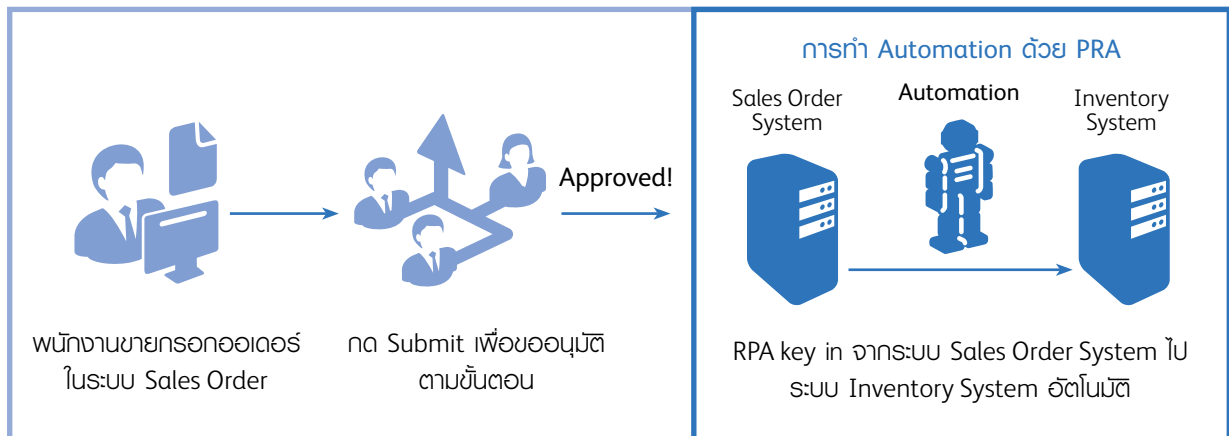 การทำ Automation ด้วย PRA
Sales Order
System
Automation
Inventory
System
Approved!
พนักงานขายกรอกออเดอร์
ในระบบ Sales Order
กด Submit เพื่อขออนุมัติ
ตามขั้นตอน
RPA key in จากระบบ Sales Order System ไป
ระบบ Inventory System อัตโนมัติ